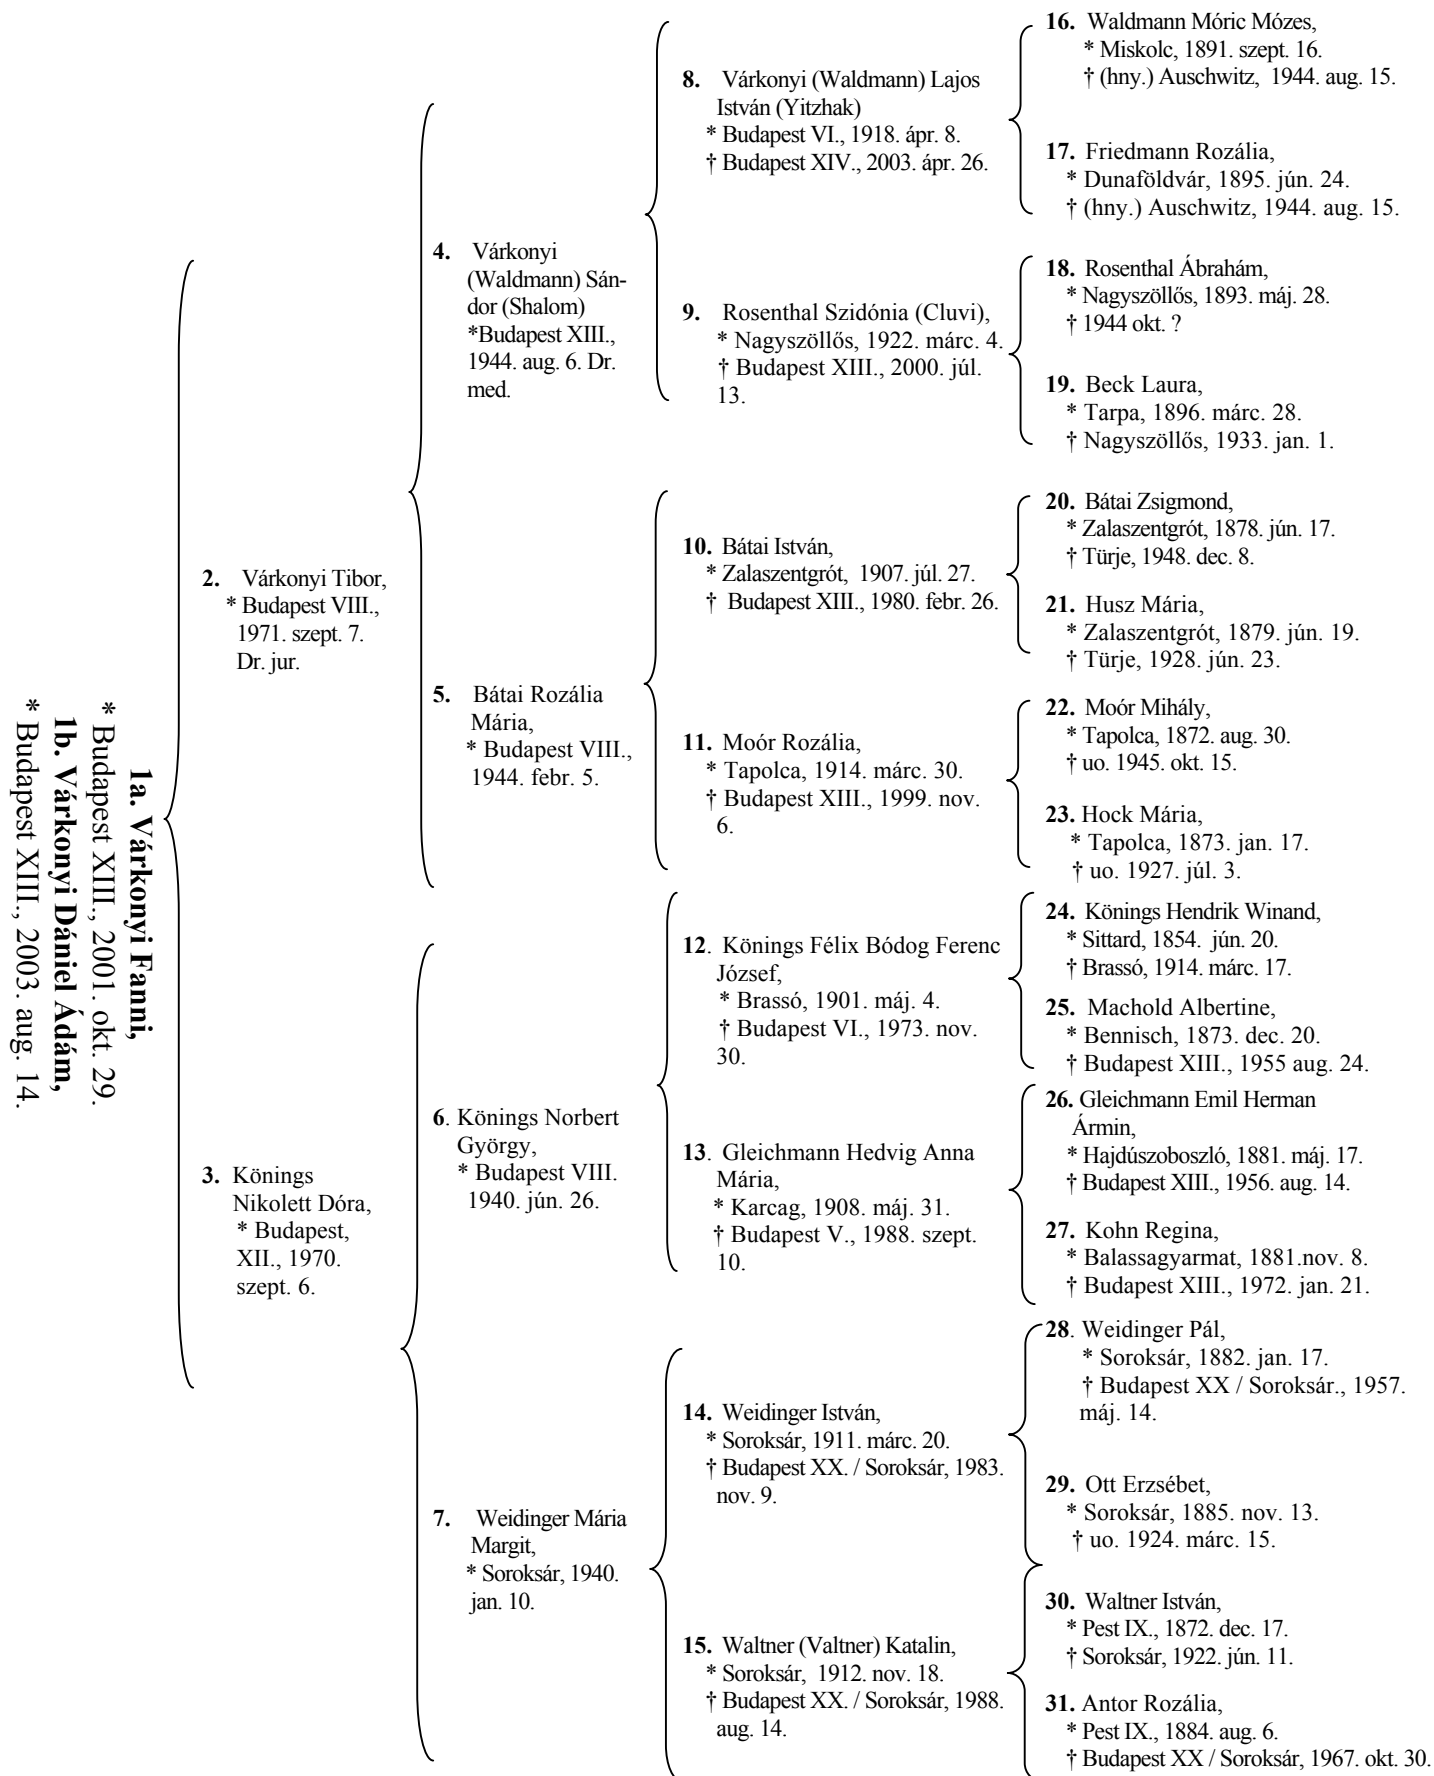 1a. Várkonyi Fanni,
* Budapest XIII., 2001. okt. 29.
1b. Várkonyi Dániel Ádám,
* Budapest XIII., 2003. aug. 14.
2. Várkonyi Tibor,
* Budapest VIII.,
1971. szept. 7.
Dr. jur.
3. Könings
Nikolett Dóra,
* Budapest,
XII., 1970.
szept. 6.
4. Várkonyi
(Waldmann) Sán-
dor (Shalom)
*Budapest XIII.,
1944. aug. 6. Dr.
med.
5. Bátai Rozália
Mária,
* Budapest VIII.,
1944. febr. 5.
6. Könings Norbert
György,
* Budapest VIII.
1940. jún. 26.
7. Weidinger Mária
Margit,
* Soroksár, 1940.
jan. 10.
8. Várkonyi (Waldmann) Lajos
István (Yitzhak)
* Budapest VI., 1918. ápr. 8.
† Budapest XIV., 2003. ápr. 26.
9. Rosenthal Szidónia (Cluvi),
* Nagyszöllős, 1922. márc. 4.
† Budapest XIII., 2000. júl.
13.
10. Bátai István,
* Zalaszentgrót, 1907. júl. 27.
† Budapest XIII., 1980. febr. 26.
11. Moór Rozália,
* Tapolca, 1914. márc. 30.
† Budapest XIII., 1999. nov.
6.
12. Könings Félix Bódog Ferenc
József,
* Brassó, 1901. máj. 4.
† Budapest VI., 1973. nov.
30.
13. Gleichmann Hedvig Anna
Mária,
* Karcag, 1908. máj. 31.
† Budapest V., 1988. szept.
10.
14. Weidinger István,
* Soroksár, 1911. márc. 20.
† Budapest XX. / Soroksár, 1983.
nov. 9.
15. Waltner (Valtner) Katalin,
* Soroksár, 1912. nov. 18.
† Budapest XX. / Soroksár, 1988.
aug. 14.
16. Waldmann Móric Mózes,
* Miskolc, 1891. szept. 16.
† (hny.) Auschwitz, 1944. aug. 15.
17. Friedmann Rozália,
* Dunaföldvár, 1895. jún. 24.
† (hny.) Auschwitz, 1944. aug. 15.
18. Rosenthal Ábrahám,
* Nagyszöllős, 1893. máj. 28.
† 1944 okt. ?
19. Beck Laura,
* Tarpa, 1896. márc. 28.
† Nagyszöllős, 1933. jan. 1.
20. Bátai Zsigmond,
* Zalaszentgrót, 1878. jún. 17.
† Türje, 1948. dec. 8.
21. Husz Mária,
* Zalaszentgrót, 1879. jún. 19.
† Türje, 1928. jún. 23.
22. Moór Mihály,
* Tapolca, 1872. aug. 30.
† uo. 1945. okt. 15.
23. Hock Mária,
* Tapolca, 1873. jan. 17.
† uo. 1927. júl. 3.
24. Könings Hendrik Winand,
* Sittard, 1854. jún. 20.
† Brassó, 1914. márc. 17.
25. Machold Albertine,
* Bennisch, 1873. dec. 20.
† Budapest XIII., 1955 aug. 24.
26. Gleichmann Emil Herman
Ármin,
* Hajdúszoboszló, 1881. máj. 17.
† Budapest XIII., 1956. aug. 14.
27. Kohn Regina,
* Balassagyarmat, 1881.nov. 8.
† Budapest XIII., 1972. jan. 21.
28. Weidinger Pál,
* Soroksár, 1882. jan. 17.
† Budapest XX / Soroksár., 1957.
máj. 14.
29. Ott Erzsébet,
* Soroksár, 1885. nov. 13.
† uo. 1924. márc. 15.
30. Waltner István,
* Pest IX., 1872. dec. 17.
† Soroksár, 1922. jún. 11.
31. Antor Rozália,
* Pest IX., 1884. aug. 6.
† Budapest XX / Soroksár, 1967. okt. 30.